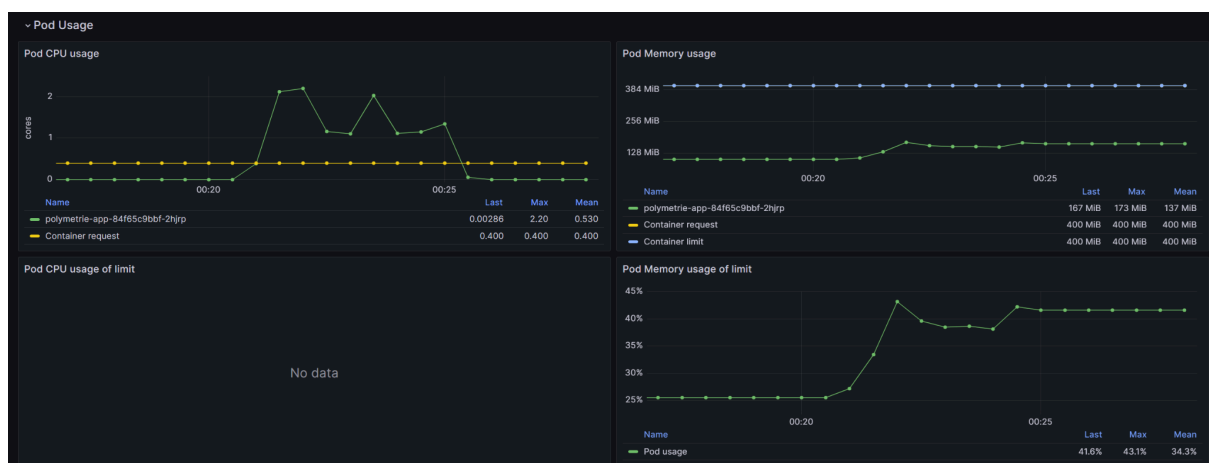 Pod Usage
Pod CPU usage
2
1
0
cores
00:20
00:25
Name Last Max Mean
polymetrie-app-84f65c9bbf-2hjrp 0.00286 2.20 0.530
Container request 0.400 0.400 0.400
Pod Memory usage
384 MiB
256 MiB
128 MiB
00:20
00:25
Name Last Max Mean
polymetrie-app-84f65c9bbf-2hjrp 167 MiB 173 MiB 137 MiB
Container request 400 MiB 400 MiB 400 MiB
Container limit 400 MiB 400 MiB 400 MiB
Pod CPU usage of limit
No data
Pod Memory usage of limit
45%
40%
35%
30%
25%
00:20
00:25
Name Last Max Mean
Pod usage 41.6% 43.1% 34.3%